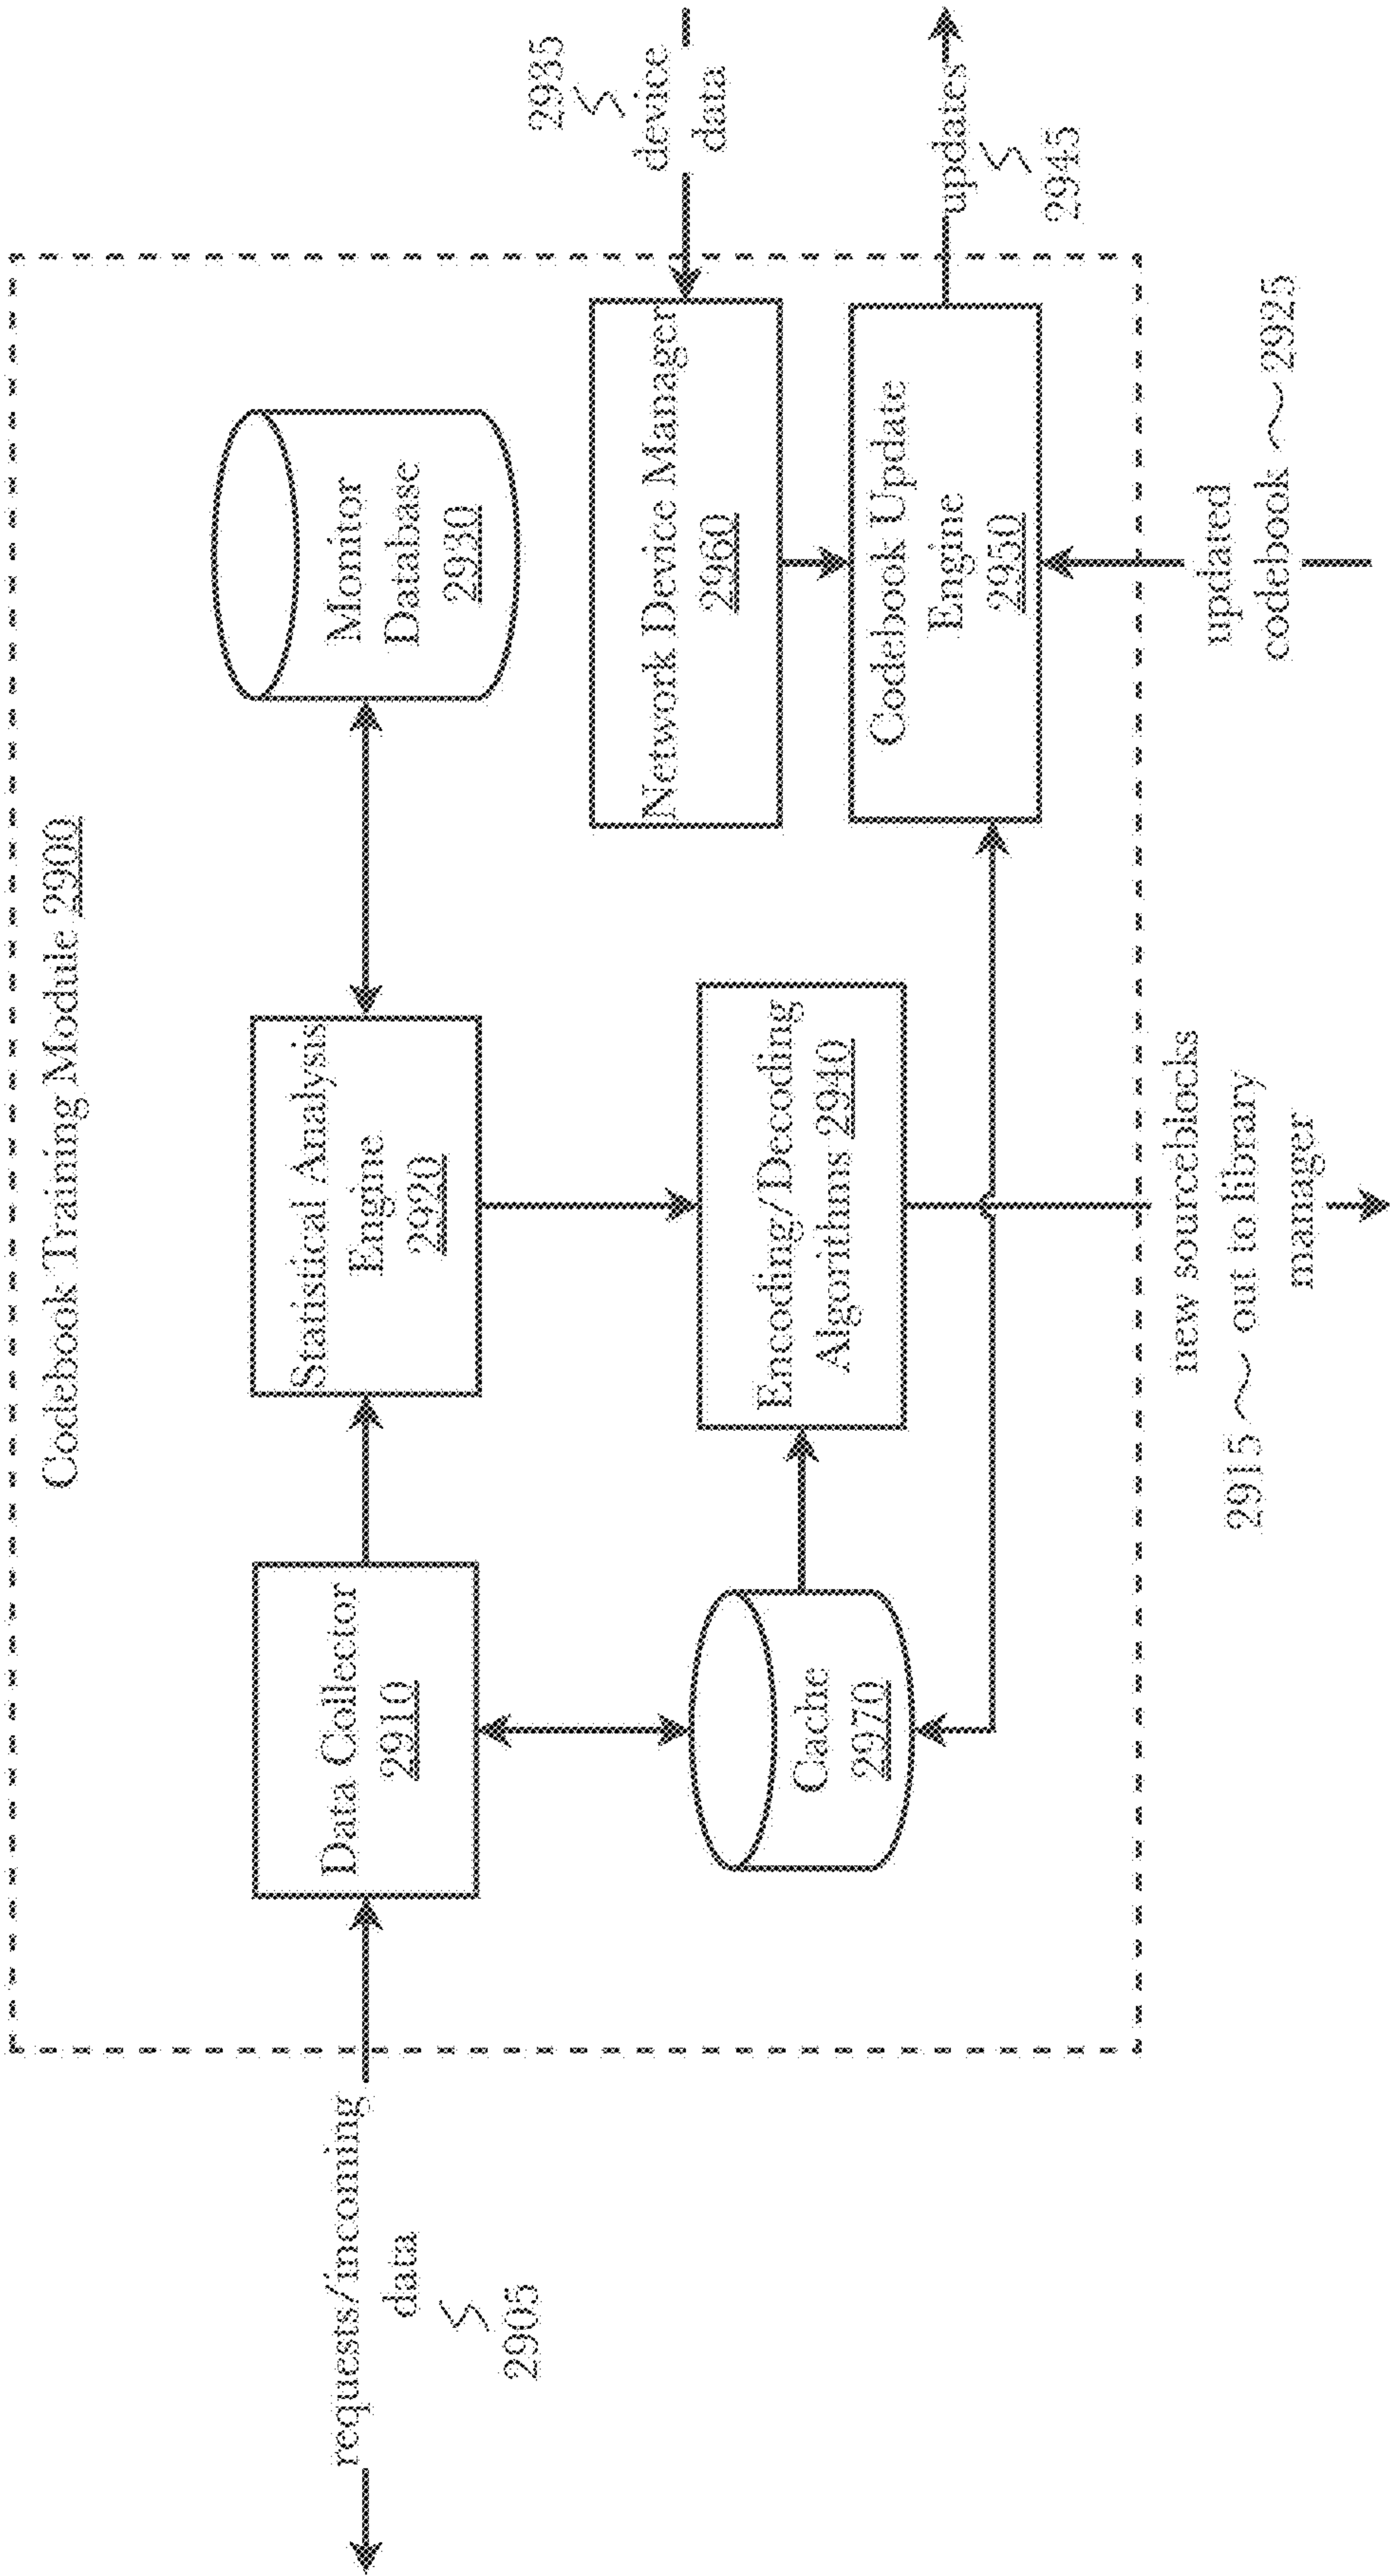 Codebook Training Module 2900
requests/incoming
data
2905
Data Collector
2910
Statistical Analysis
Engine
2920
Monitor
Database
2930
Cache
2970
Encoding/Decoding
Algorithms 2940
Network Device Manager
2960
Codebook Update
Engine
2950
2935
device
data
updates
2945
new sourceblocks
2915 ~ out to library
manager
updated
codebook ~ 2925